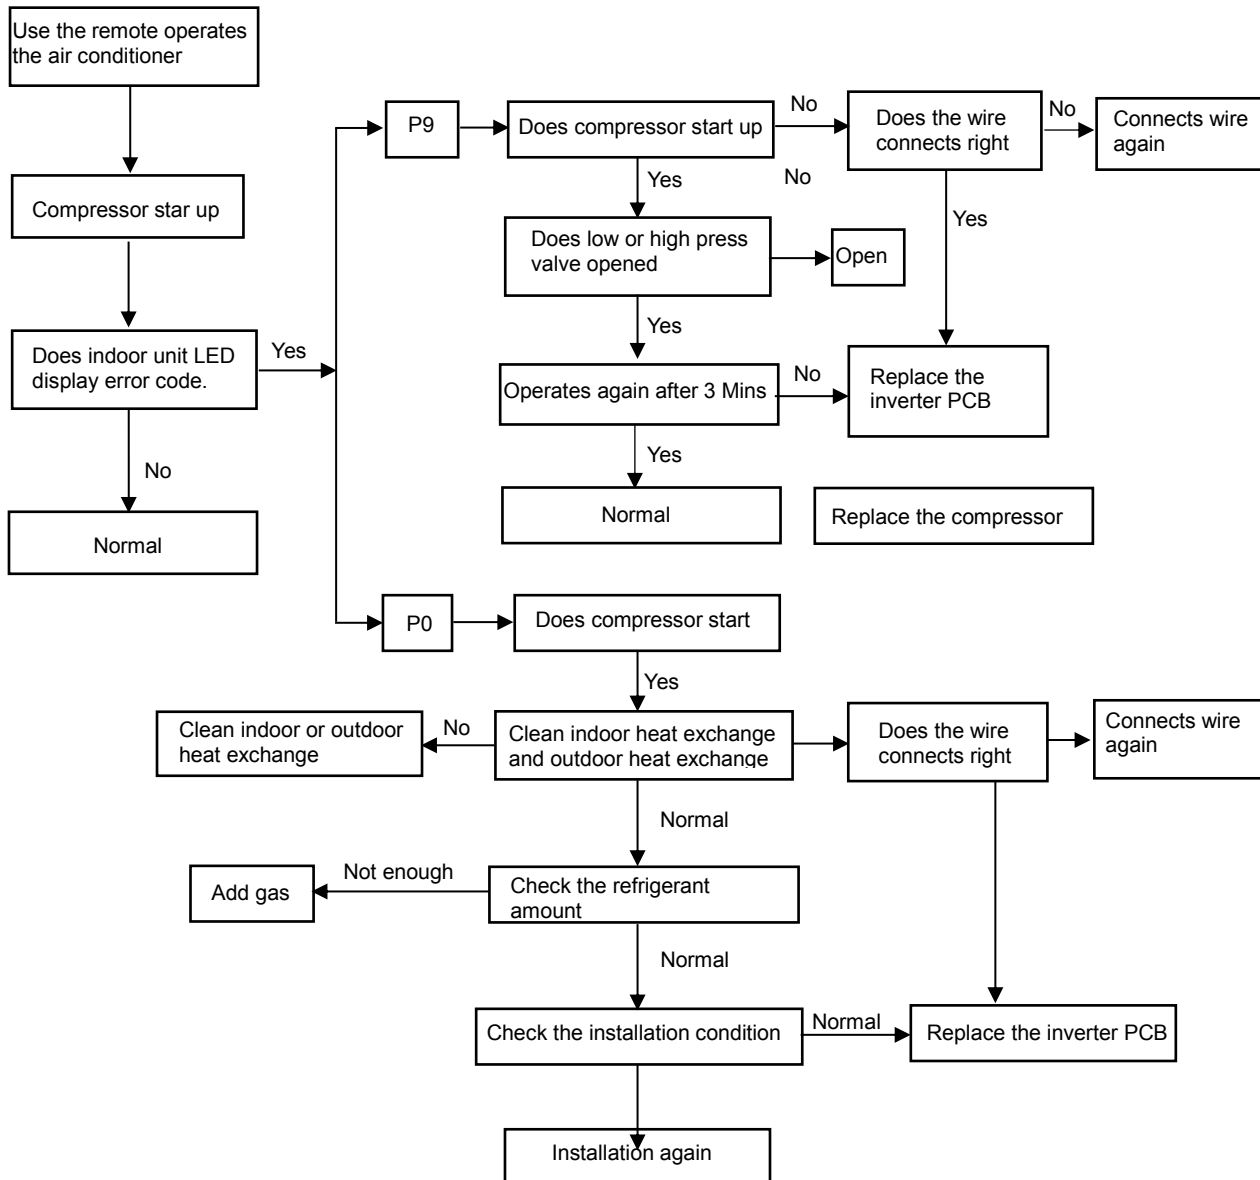 Use the remote operates
the air conditioner
Compressor star up
Does indoor unit LED
display error code.
Yes
No
Normal
P9
Does compressor start up
No
Does the wire
connects right
No
Connects wire
again
Yes
No
Yes
Does low or high press
valve opened
Open
Yes
Operates again after 3 Mins
No
Replace the
inverter PCB
Yes
Normal
Replace the compressor
P0
Does compressor start
Yes
Clean indoor or outdoor
heat exchange
No
Clean indoor heat exchange
and outdoor heat exchange
Does the wire
connects right
Connects wire
again
Normal
Add gas
Not enough
Check the refrigerant
amount
Normal
Check the installation condition
Normal
Replace the inverter PCB
Installation again